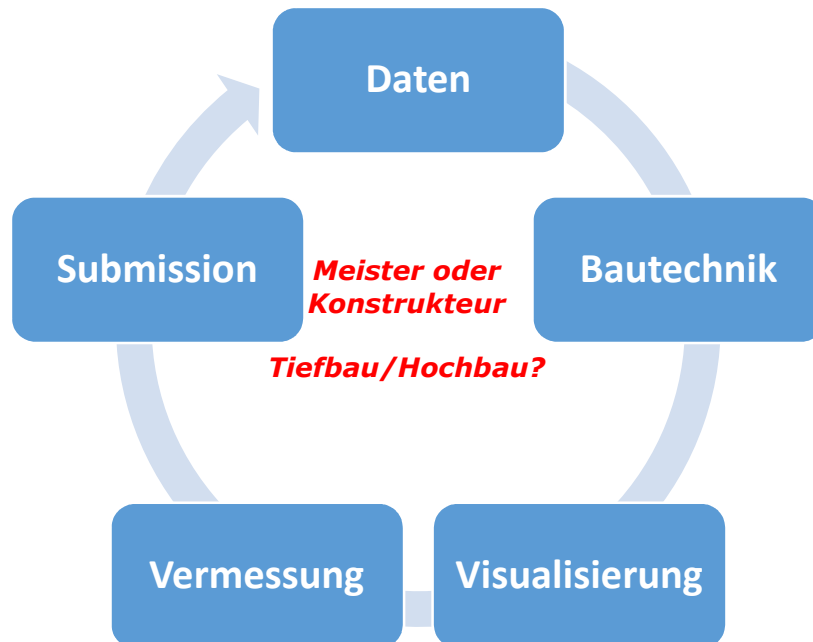 Daten
Submission
Meister oder
Konstrukteur
Bautechnik
Tiefbau/Hochbau?
Vermessung
Visualisierung